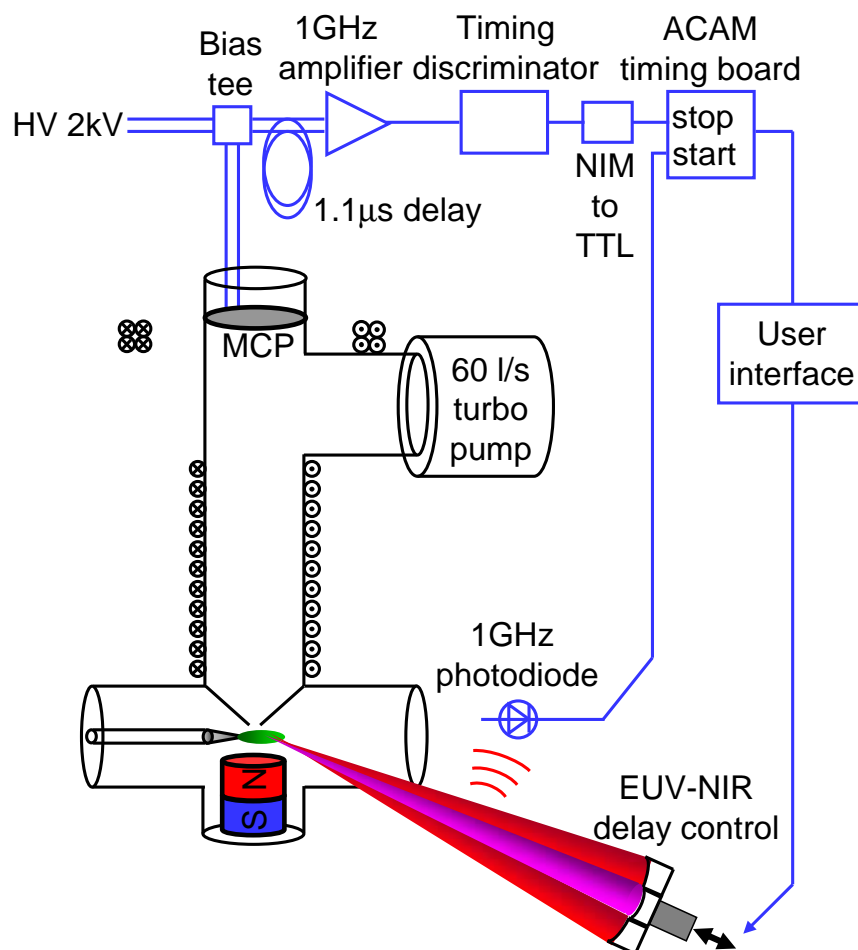 Bias
tee
1GHz
amplifier
Timing
discriminator
ACAM
timing board
HV 2kV
stop
start
1.1μs delay
NIM
to
TTL
MCP
60 l/s
turbo
pump
User
interface
1GHz
photodiode
N
S
EUV-NIR
delay control